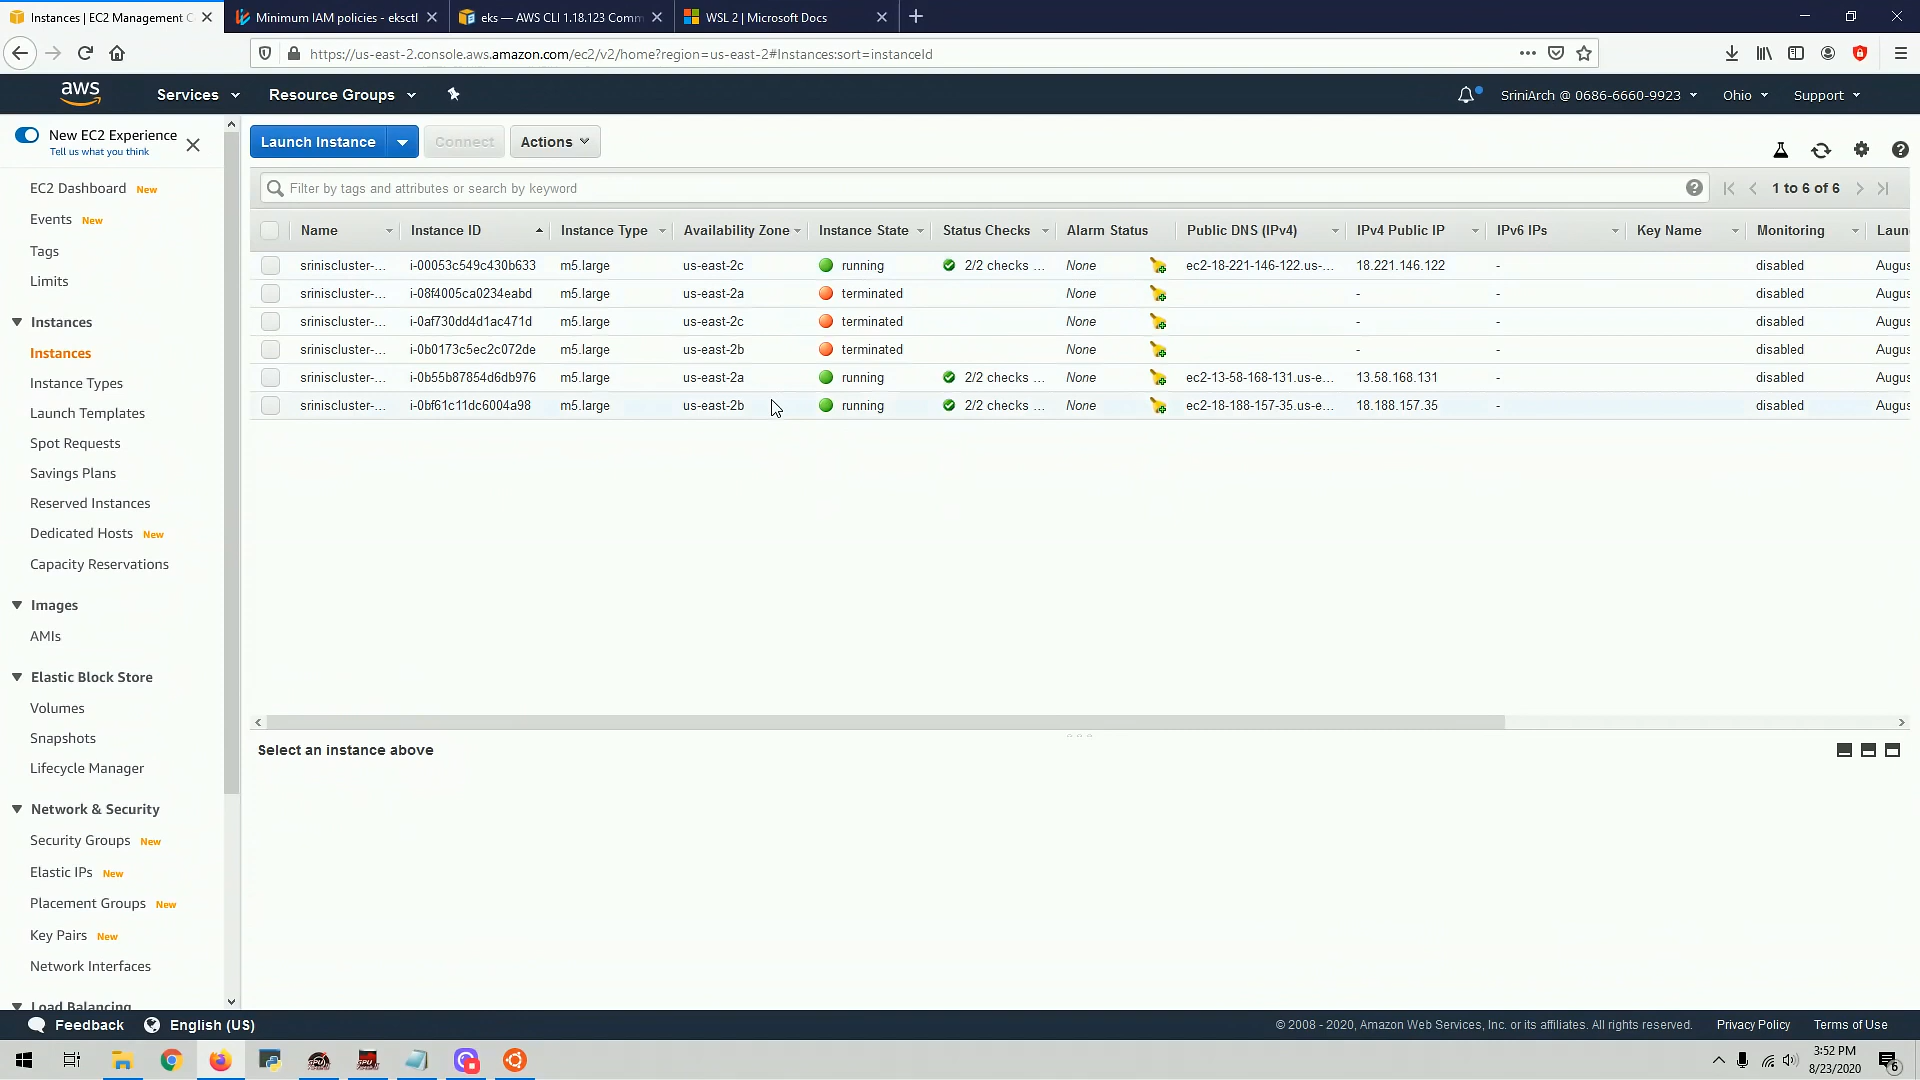 Instances | EC2 Management C
Minimum IAM policies - eksctl
eks — AWS CLI 1.18.123 Comm
WSL 2 | Microsoft Docs
https://us-east-2.console.aws.amazon.com/ec2/v2/home?region=us-east-2#Instances:sort=instanceId
aws
Services
Resource Groups
SriniArch @ 0686-6660-9923
Ohio
Support
New EC2 Experience
Tell us what you think
EC2 Dashboard New
Events New
Tags
Limits
Instances
Instances
Instance Types
Launch Templates
Spot Requests
Savings Plans
Reserved Instances
Dedicated Hosts New
Capacity Reservations
Images
AMIs
Elastic Block Store
Volumes
Snapshots
Lifecycle Manager
Network & Security
Security Groups New
Elastic IPs New
Placement Groups New
Key Pairs New
Network Interfaces
Load Balancing
Launch Instance
Connect
Actions
Filter by tags and attributes or search by keyword
1 to 6 of 6
Name Instance ID Instance Type Availability Zone Instance State Status Checks Alarm Status Public DNS (IPv4) IPv4 Public IP IPv6 IPs Key Name Monitoring Laun
sriniscluster-... i-00053c549c430b633 m5.large us-east-2c running 2/2 checks ... None ec2-18-221-146-122.us-... 18.221.146.122 - disabled Augus
sriniscluster-... i-08f4005ca0234eabd m5.large us-east-2a terminated None - - disabled Augus
sriniscluster-... i-0af730dd4d1ac471d m5.large us-east-2c terminated None - - disabled Augus
sriniscluster-... i-0b0173c5ec2c072de m5.large us-east-2b terminated None - - disabled Augus
sriniscluster-... i-0b55b87854d6db976 m5.large us-east-2a running 2/2 checks ... None ec2-13-58-168-131.us-e... 13.58.168.131 - disabled Augus
sriniscluster-... i-0bf61c11dc6004a98 m5.large us-east-2b running 2/2 checks ... None ec2-18-188-157-35.us-e... 18.188.157.35 - disabled Augus
Select an instance above
Feedback
English (US)
© 2008 - 2020, Amazon Web Services, Inc. or its affiliates. All rights reserved.
Privacy Policy
Terms of Use
3:52 PM
8/23/2020
6